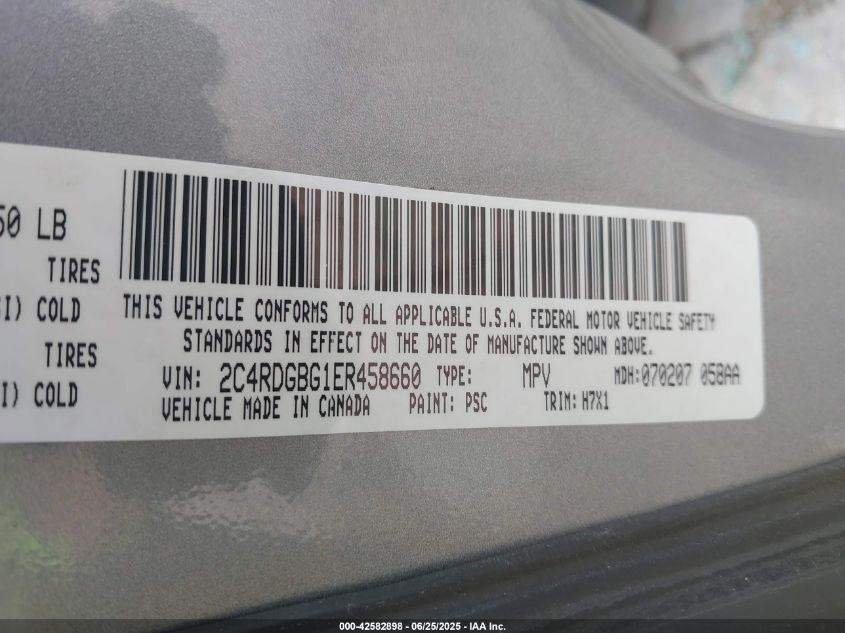 50 LB
TIRES
SI) COLD
TIRES
I) COLD
THIS VEHICLE CONFORMS TO ALL APPLICABLE U.S.A. FEDERAL MOTOR VEHICLE SAFETY
STANDARDS IN EFFECT ON THE DATE OF MANUFACTURE SHOWN ABOVE.
VIN: 2C4RDGBG1ER458660 TYPE: MPV MDH:070207 058AA
VEHICLE MADE IN CANADA PAINT: PSC TRIM: H7X1
000-42582898 - 06/25/2025 - IAA Inc.